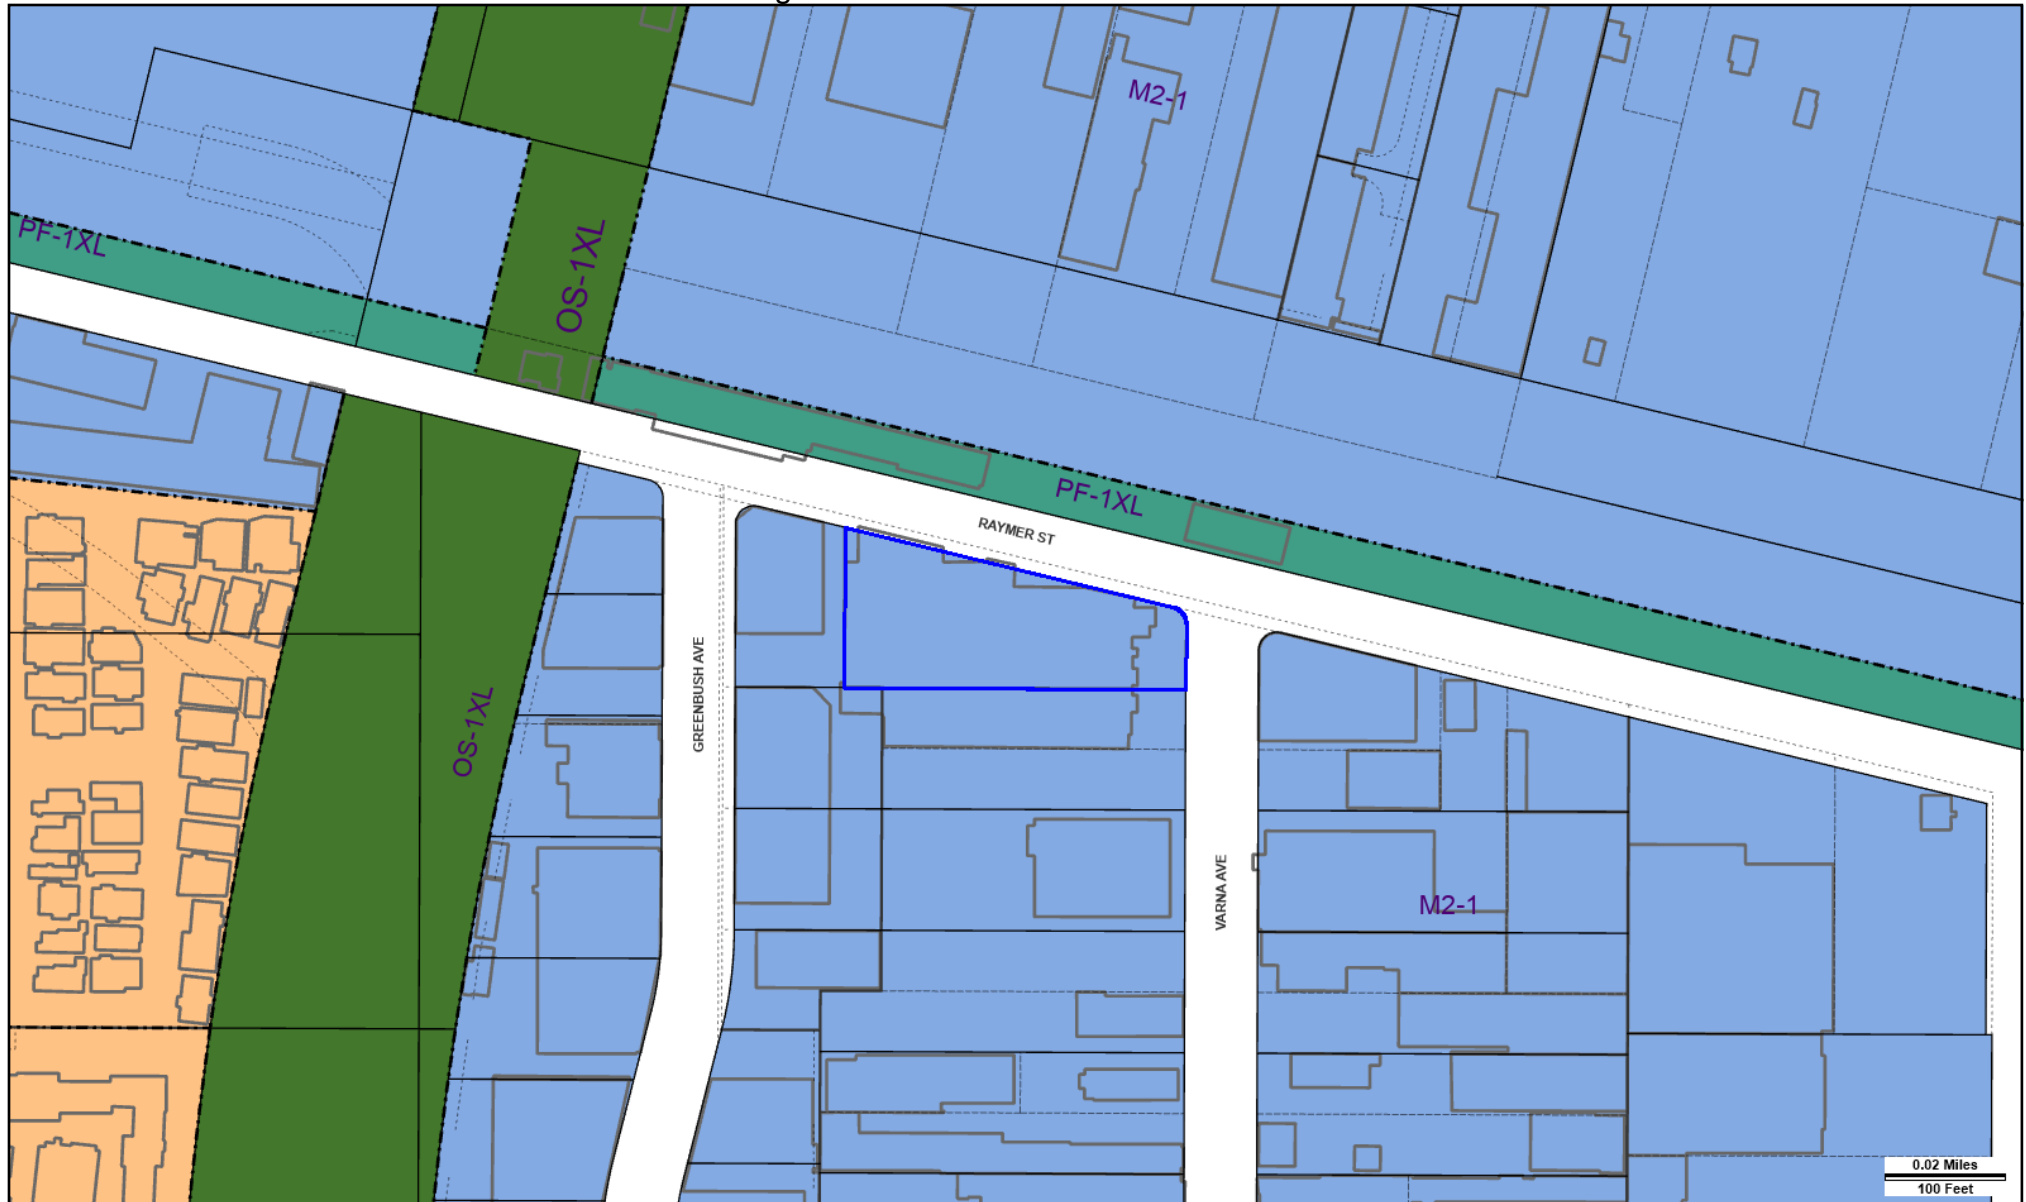 M2-1
PF-1XL
OS-1XL
PF-1XL
RAYMER ST
GREENBUSH AVE
OS-1XL
VARNA AVE
M2-1
0.02 Miles
100 Feet